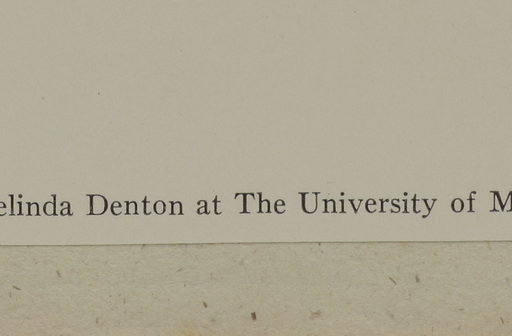 elinda Denton at The University of M